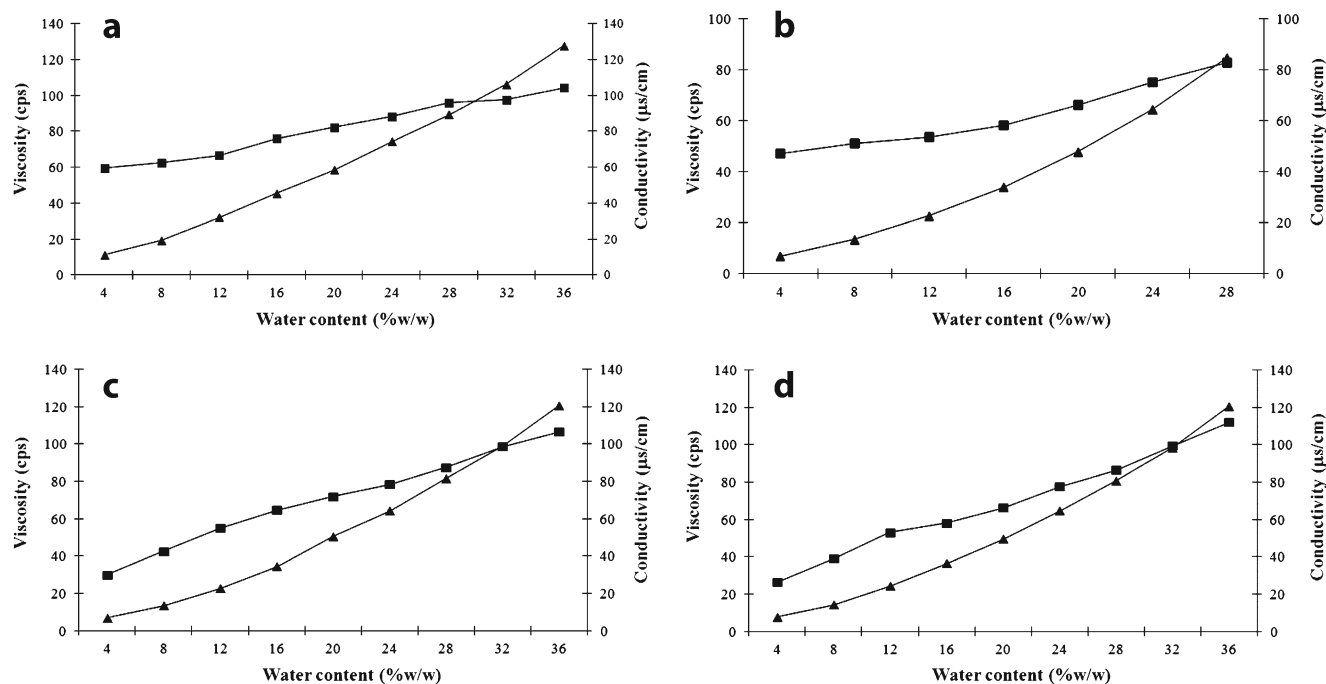 a
140 120 100 80 60 40 20 0
Viscosity (cps)
140 120 100 80 60 40 20 0
Conductivity (µs/cm)
4 8 12 16 20 24 28 32 36
Water content (%w/w)
b
100 80 60 40 20 0
Viscosity (cps)
100 80 60 40 20 0
Conductivity (µs/cm)
4 8 12 16 20 24 28
Water content (%w/w)
c
140 120 100 80 60 40 20 0
Viscosity (cps)
140 120 100 80 60 40 20 0
Conductivity (µs/cm)
4 8 12 16 20 24 28 32 36
Water content (%w/w)
d
140 120 100 80 60 40 20 0
Viscosity (cps)
140 120 100 80 60 40 20 0
Conductivity (µs/cm)
4 8 12 16 20 24 28 32 36
Water content (%w/w)